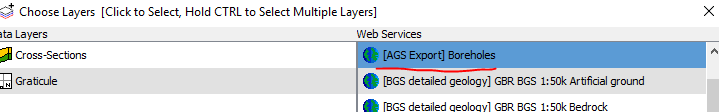 Choose Layers [Click to Select, Hold CTRL to Select Multiple Layers]
ata Layers
Web Services
Cross-Sections
[AGS Export] Boreholes
Graticule
[BGS detailed geology] GBR BGS 1:50k Artificial ground
[BGS detailed geology] GBR BGS 1:50k Bedrock